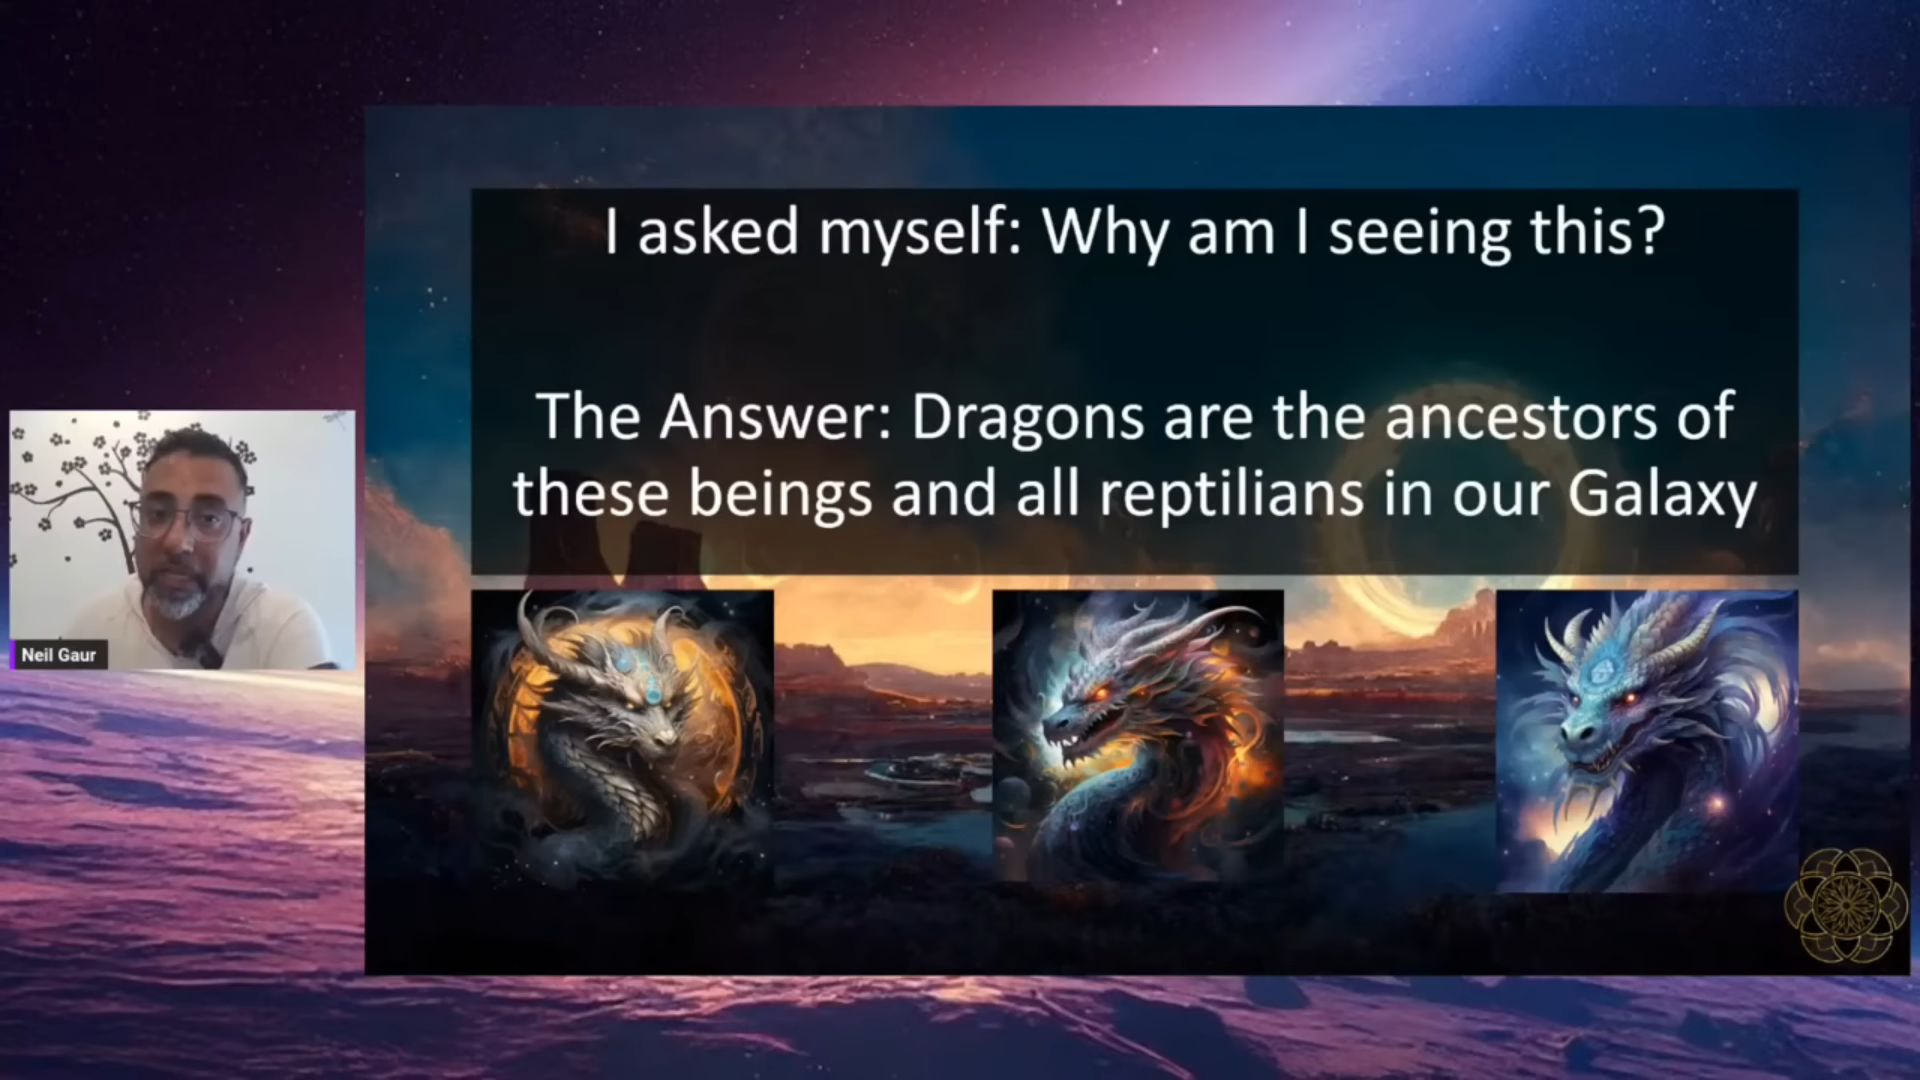 I asked myself: Why am I seeing this?
The Answer: Dragons are the ancestors of
these beings and all reptilians in our Galaxy
Neil Gaur